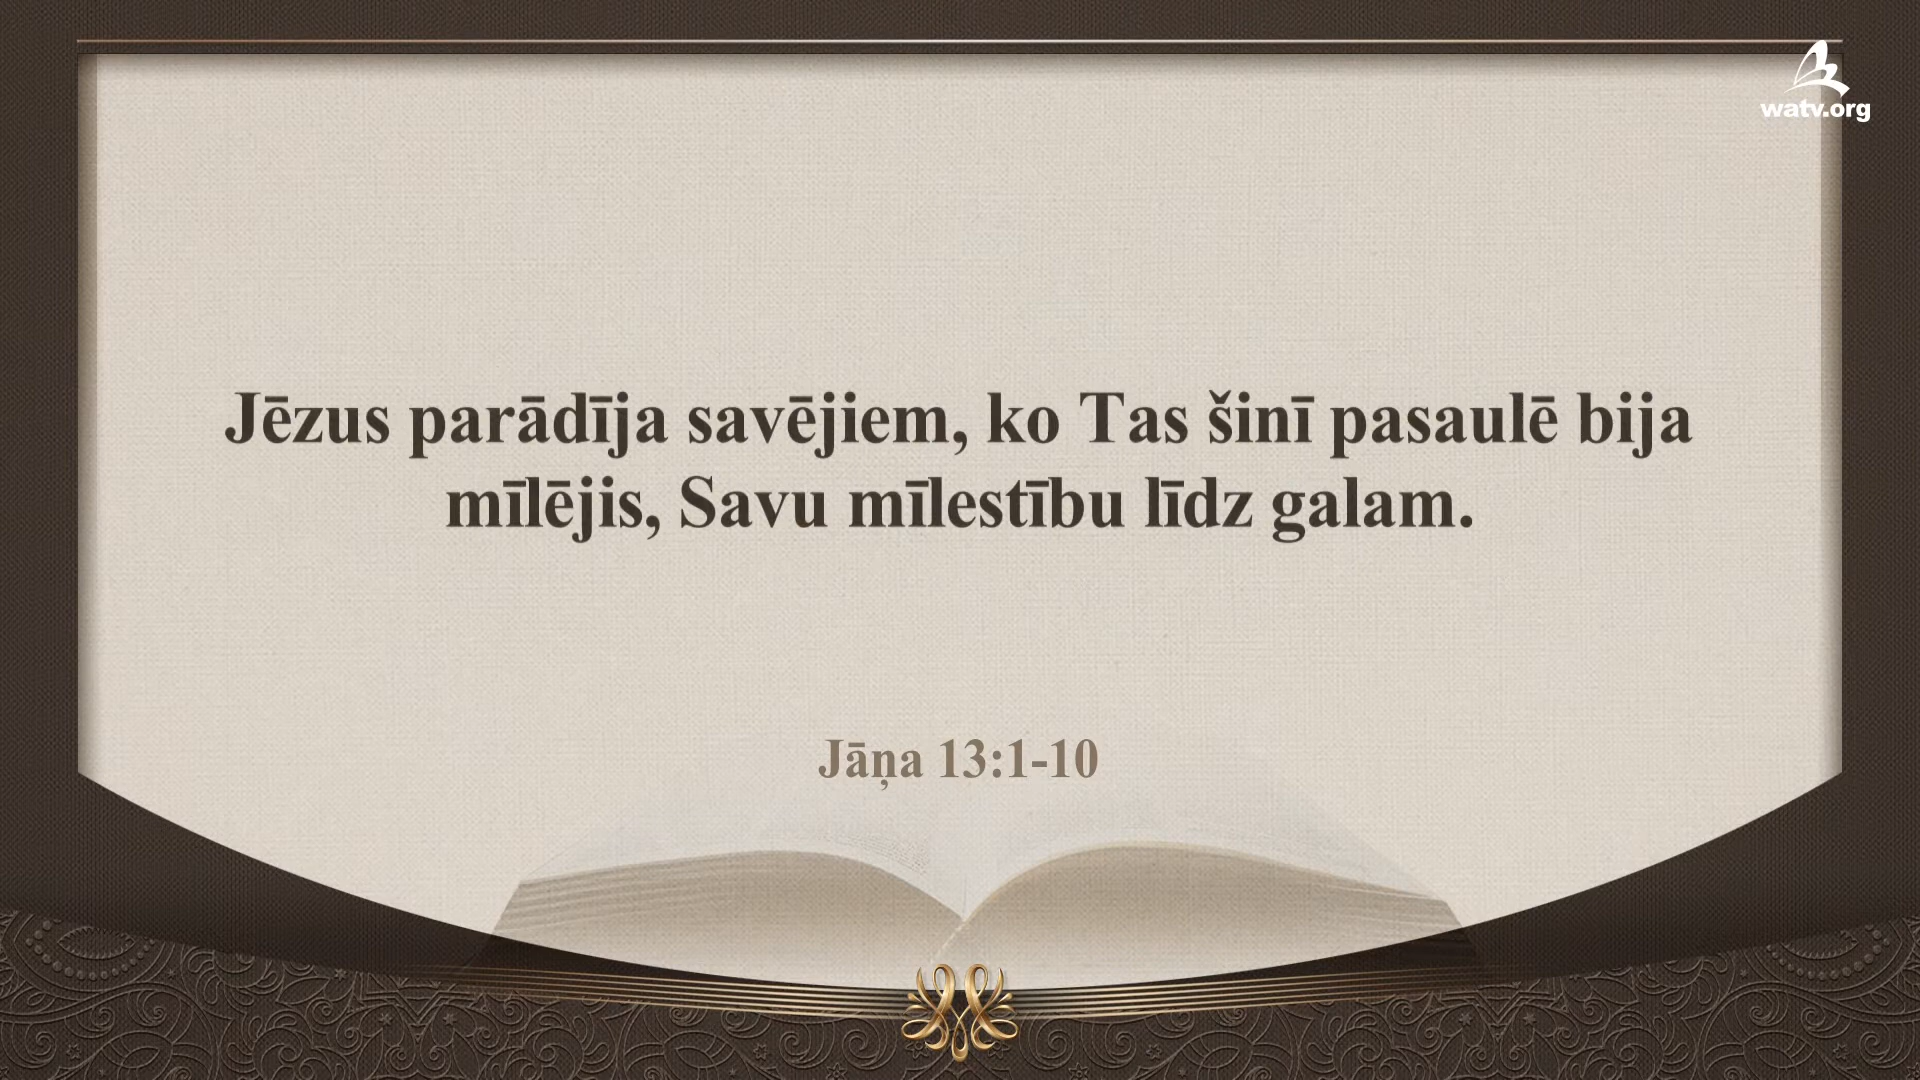 watv.org
Jēzus parādīja savējiem, ko Tas šinī pasaulē bija
mīlējis, Savu mīlestību līdz galam.
Jāņa 13:1-10